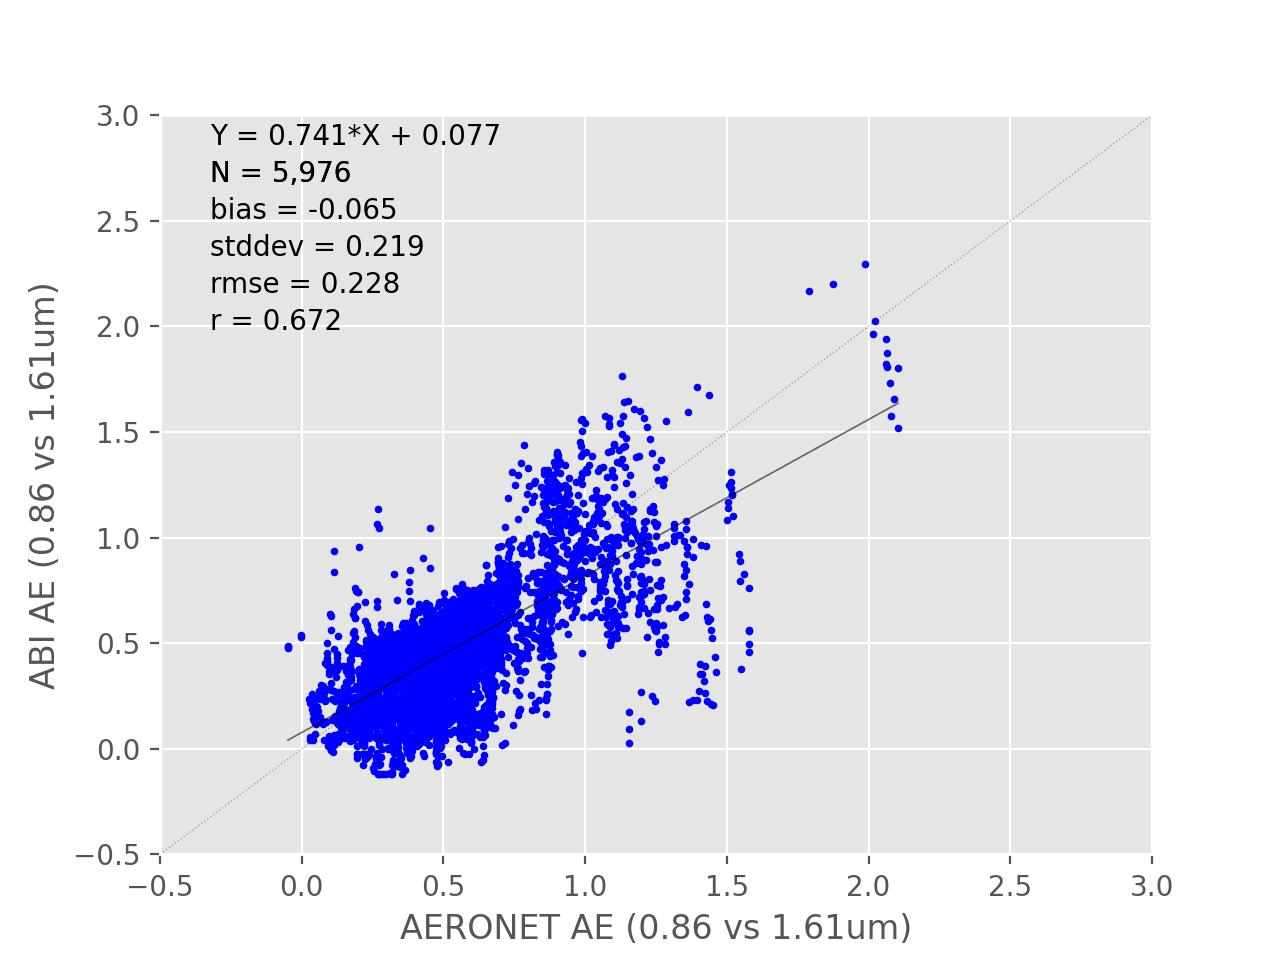 Y = 0.741*X + 0.077
N = 5,976
bias = -0.065
stddev = 0.219
rmse = 0.228
r = 0.672
3.0
2.5
2.0
1.5
1.0
0.5
0.0
−0.5
ABI AE (0.86 vs 1.61um)
−0.5 0.0 0.5 1.0 1.5 2.0 2.5 3.0
AERONET AE (0.86 vs 1.61um)